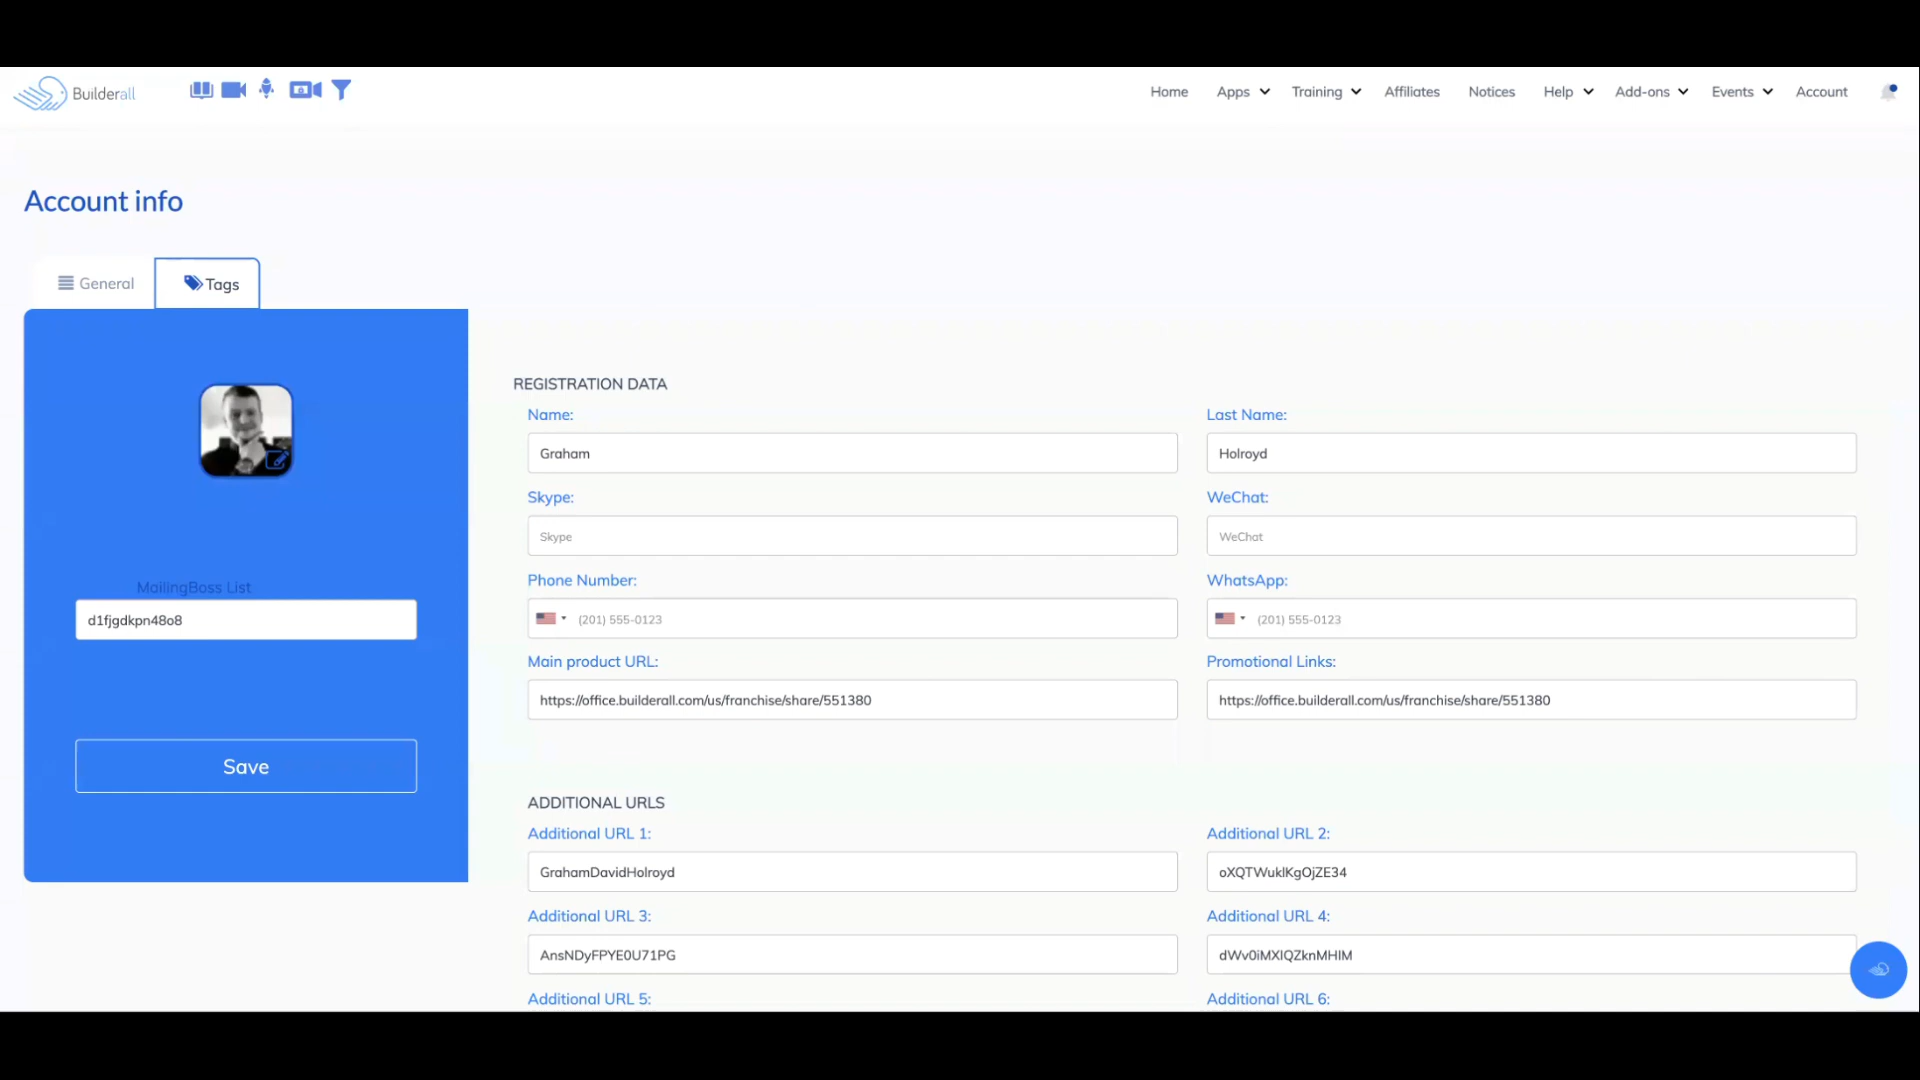 Builderall
Home Apps Training Affiliates Notices Help Add-ons Events Account
Account info
General Tags
MailingBoss List
d1fjgdkpn48o8
Save
REGISTRATION DATA
Name: Last Name:
Graham Holroyd
Skype: WeChat:
Skype WeChat
Phone Number: WhatsApp:
(201) 555-0123 (201) 555-0123
Main product URL: Promotional Links:
https://office.builderall.com/us/franchise/share/551380 https://office.builderall.com/us/franchise/share/551380
ADDITIONAL URLS
Additional URL 1: Additional URL 2:
GrahamDavidHolroyd oXQTWuklKgOjZE34
Additional URL 3: Additional URL 4:
AnsNDyFPYE0U71PG dWv0iMXIQZknMHIM
Additional URL 5: Additional URL 6: